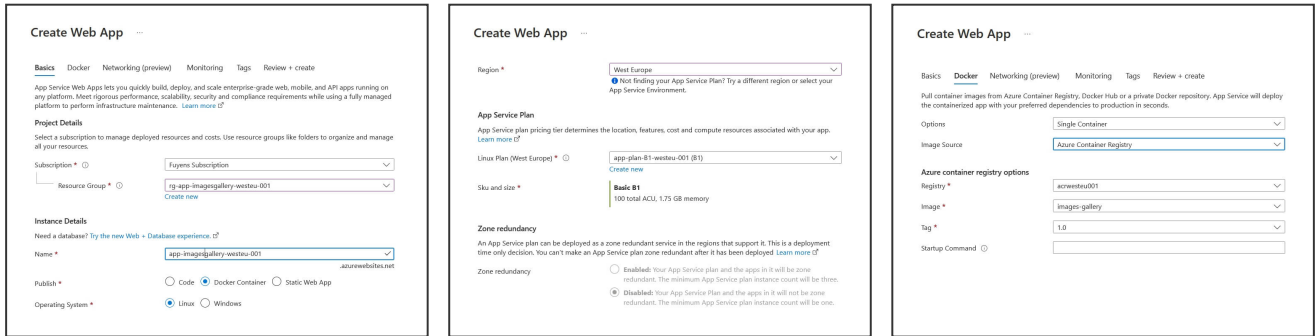 Create Web App ...
Basics Docker Networking (preview) Monitoring Tags Review + create
App Service Web Apps lets you quickly build, deploy, and scale enterprise-grade web, mobile, and API apps running on
any platform. Meet rigorous performance, scalability, security and compliance requirements while using a fully managed
platform to perform infrastructure maintenance. Learn more
Project Details
Select a subscription to manage deployed resources and costs. Use resource groups like folders to organize and manage
all your resources.
Subscription * Fuyens Subscription
Resource Group * rg-app-imagesgallery-westeu-001
Create new
Instance Details
Need a database? Try the new Web + Database experience.
Name * app-imagesgallery-westeu-001
.azurewebsites.net
Publish * Code Docker Container Static Web App
Operating System * Linux Windows
Create Web App ...
Region * West Europe
Not finding your App Service Plan? Try a different region or select your
App Service Environment.
App Service Plan
App Service plan pricing tier determines the location, features, cost and compute resources associated with your app.
Learn more
Linux Plan (West Europe) * app-plan-B1-westeu-001 (B1)
Create new
Sku and size * Basic B1
100 total ACU, 1.75 GB memory
Zone redundancy
An App Service plan can be deployed as a zone redundant service in the regions that support it. This is a deployment
time only decision. You can't make an App Service plan zone redundant after it has been deployed Learn more
Zone redundancy Enabled: Your App Service plan and the apps in it will be zone
redundant. The minimum App Service plan instance count will be three.
Disabled: Your App Service Plan and the apps in it will not be zone
redundant. The minimum App Service plan instance count will be one.
Create Web App ...
Basics Docker Networking (preview) Monitoring Tags Review + create
Pull container images from Azure Container Registry, Docker Hub or a private Docker repository. App Service will deploy
the containerized app with your preferred dependencies to production in seconds.
Options Single Container
Image Source Azure Container Registry
Azure container registry options
Registry * acrwesteu001
Image * images-gallery
Tag * 1.0
Startup Command